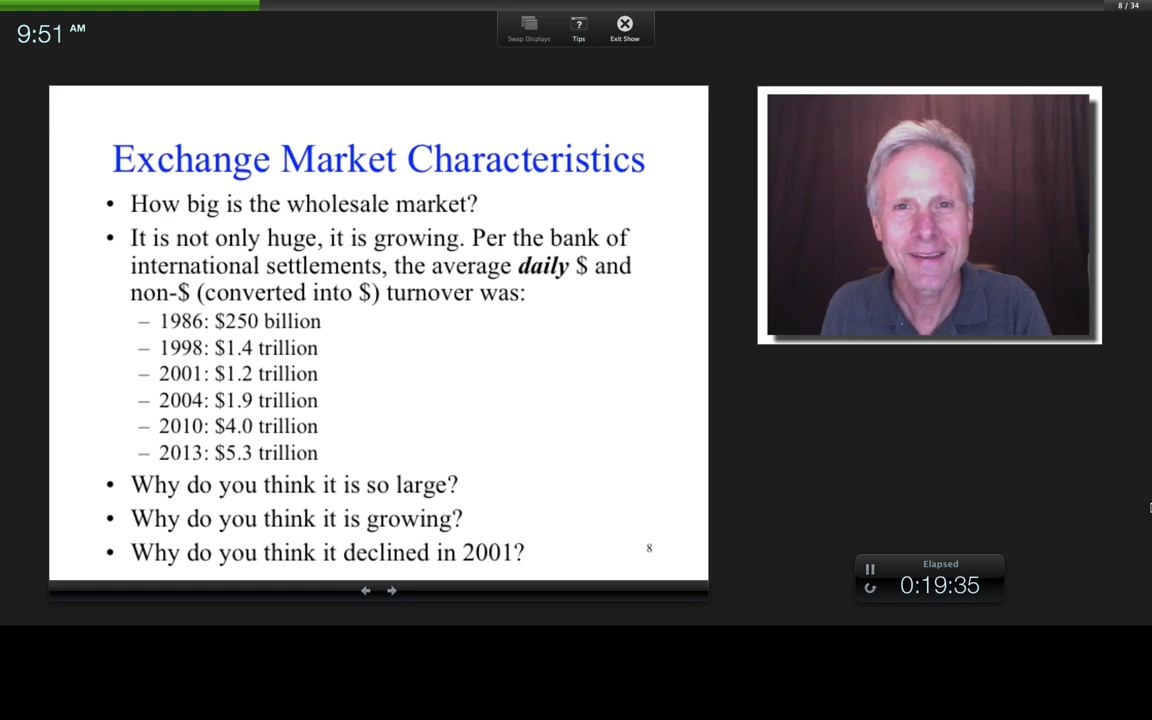 8 / 34
9:51 AM
Swap Displays
Tips
Exit Show
Exchange Market Characteristics
• How big is the wholesale market?
• It is not only huge, it is growing. Per the bank of
international settlements, the average daily $ and
non-$ (converted into $) turnover was:
– 1986: $250 billion
– 1998: $1.4 trillion
– 2001: $1.2 trillion
– 2004: $1.9 trillion
– 2010: $4.0 trillion
– 2013: $5.3 trillion
• Why do you think it is so large?
• Why do you think it is growing?
• Why do you think it declined in 2001?
8
Elapsed
0:19:35